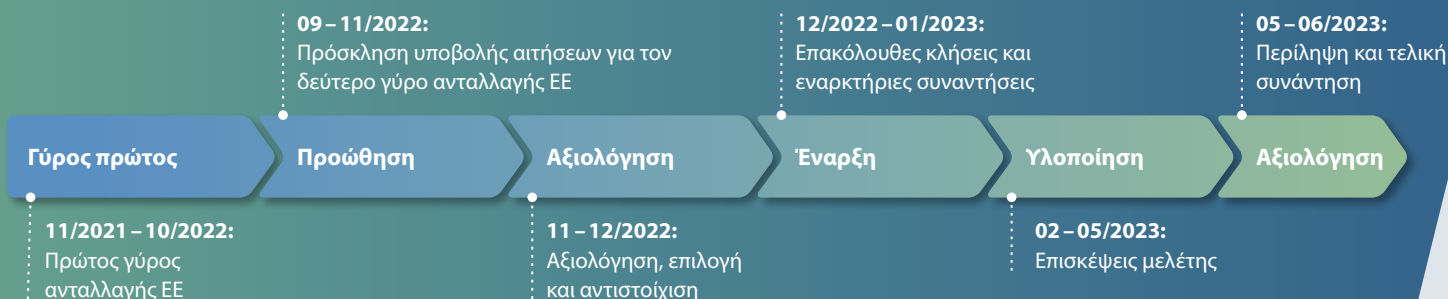 09 – 11/2022:
Πρόσκληση υποβολής αιτήσεων για τον
δεύτερο γύρο ανταλλαγής ΕΕ
12/2022 – 01/2023:
Επακόλουθες κλήσεις και
εναρκτήριες συναντήσεις
05 – 06/2023:
Περίληψη και τελική
συνάντηση
Γύρος πρώτος
Προώθηση
Αξιολόγηση
Έναρξη
Υλοποίηση
Αξιολόγηση
11/2021 – 10/2022:
Πρώτος γύρος
ανταλλαγής ΕΕ
11 – 12/2022:
Αξιολόγηση, επιλογή
και αντιστοίχιση
02 – 05/2023:
Επισκέψεις μελέτης